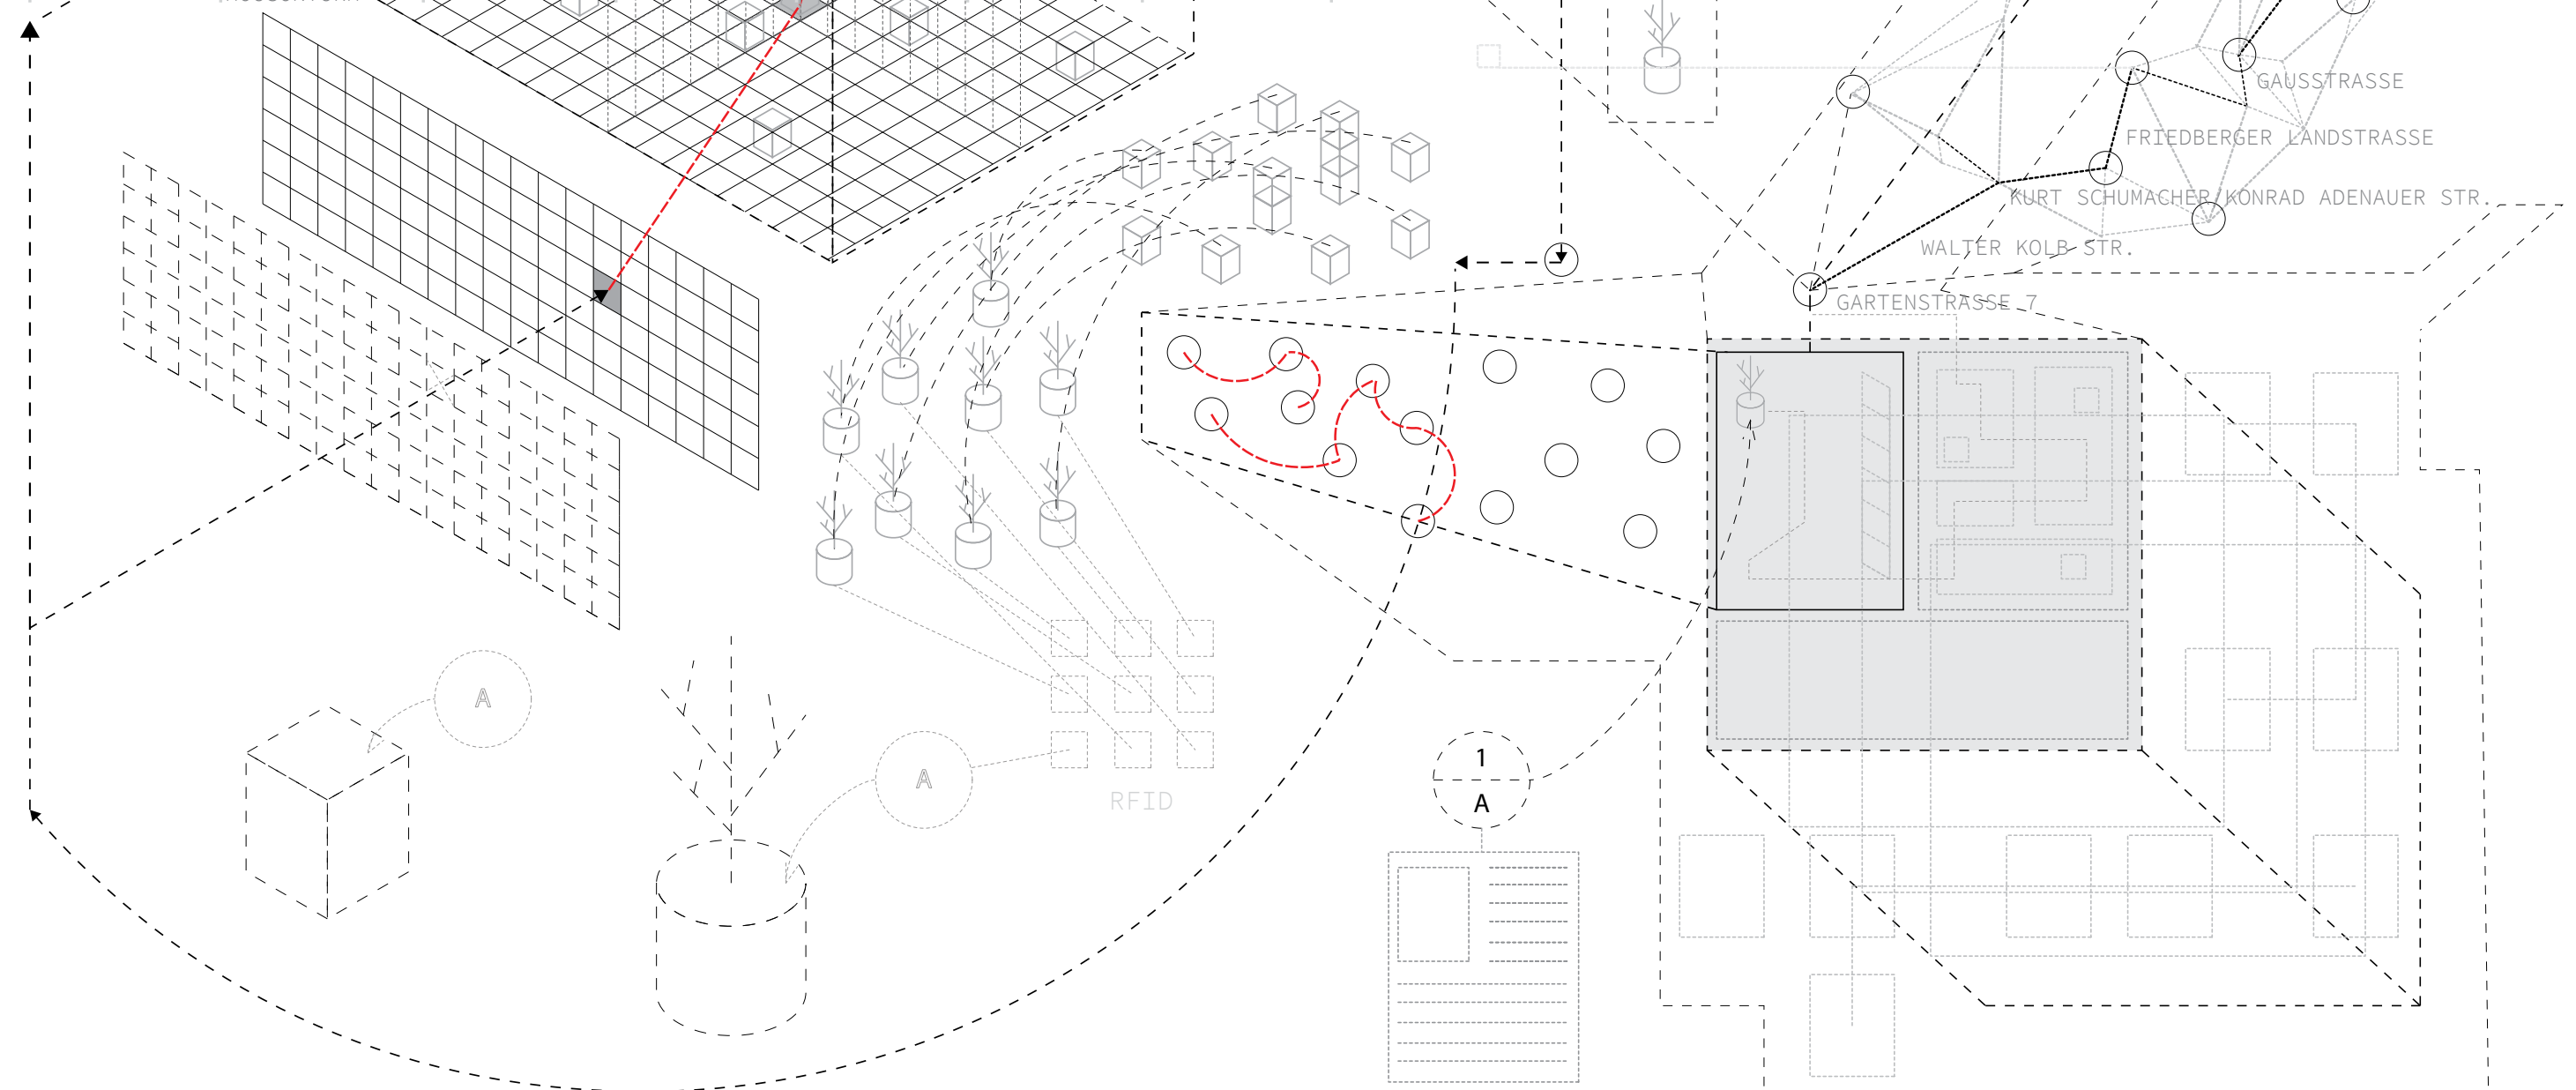 GAUSSTRASSE
FRIEDBERGER LANDSTRASSE
KURT SCHUMACHER KONRAD ADENAUER STR.
WALTER KOLB STR.
GARTENSTRASSE 7
A
A
RFID
1
A